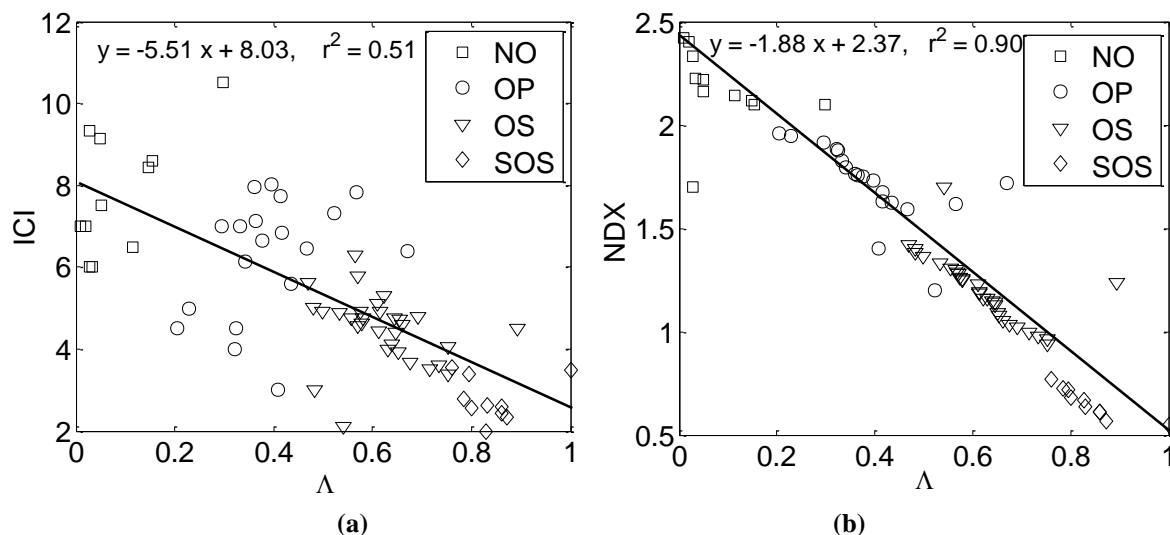 y = -5.51 x + 8.03, r² = 0.51
NO
OP
OS
SOS
12
10
8
6
4
2
ICI
0
0.2
0.4
0.6
0.8
1
Λ
(a)
y = -1.88 x + 2.37, r² = 0.90
NO
OP
OS
SOS
2.5
2
1.5
1
0.5
NDX
0
0.2
0.4
0.6
0.8
1
Λ
(b)